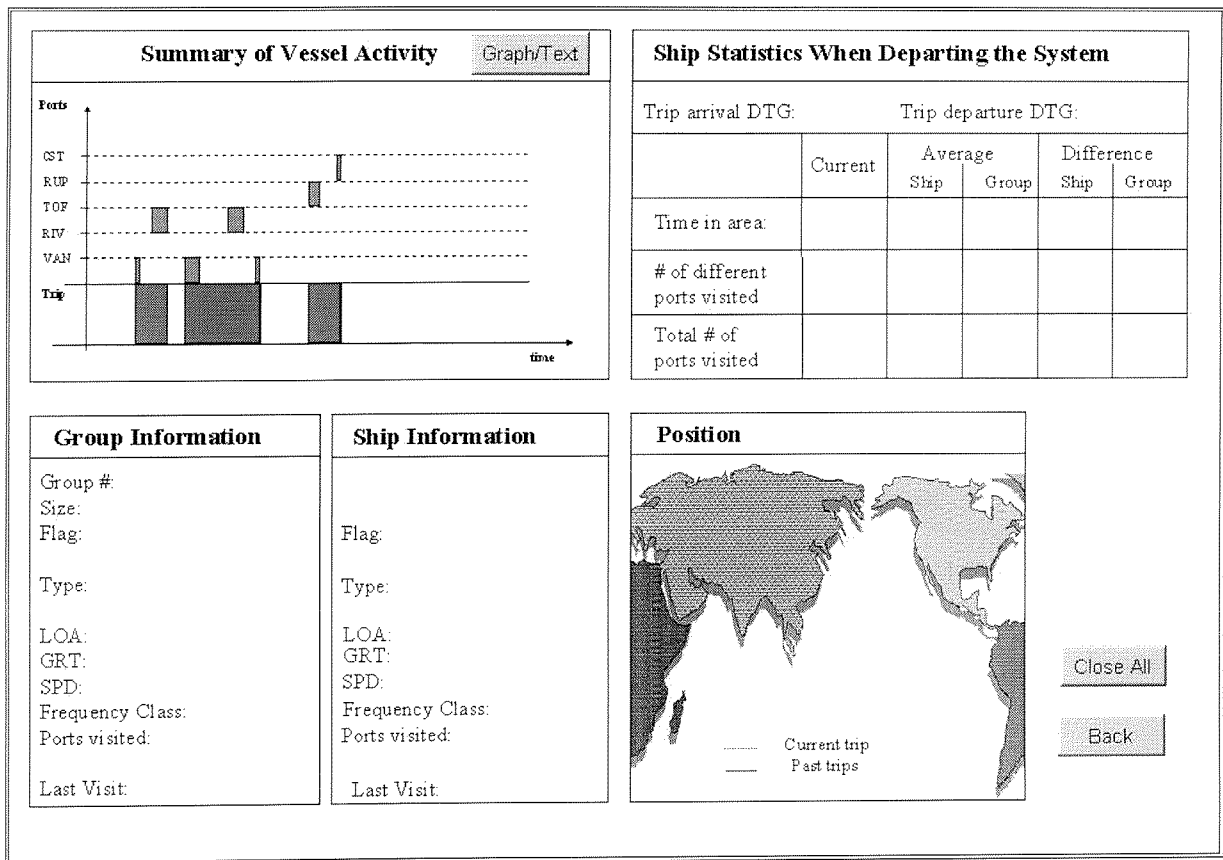 Summary of Vessel Activity
Graph/Text
Ports
CST
RUP
TOF
RIV
VAN
Trip
time
Ship Statistics When Departing the System
Trip arrival DTG: Trip departure DTG:
Current Average Difference
Ship Group Ship Group
Time in area:
# of different
ports visited
Total # of
ports visited
Group Information
Group #:
Size:
Flag:
Type:
LOA:
GRT:
SPD:
Frequency Class:
Ports visited:
Last Visit:
Ship Information
Flag:
Type:
LOA:
GRT:
SPD:
Frequency Class:
Ports visited:
Last Visit:
Position
Current trip
Past trips
Close All
Back